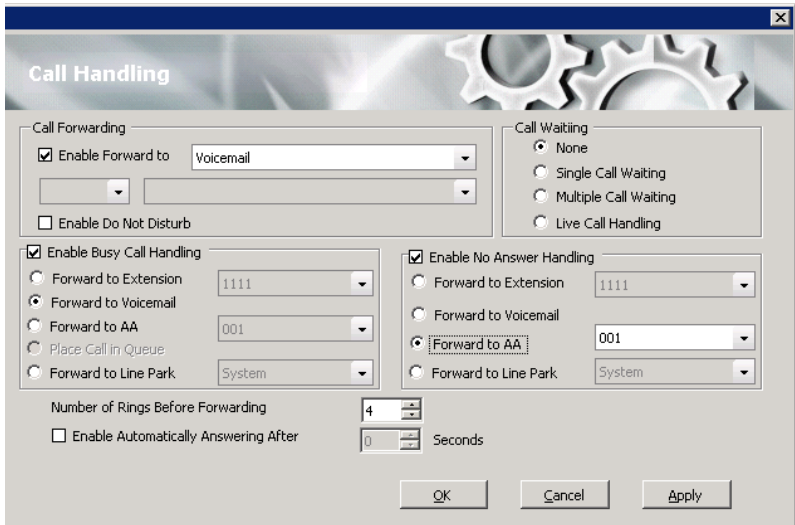 Call Handling
Call Forwarding
Enable Forward to
Voicemail
Enable Do Not Disturb
Call Waitiing
None
Single Call Waiting
Multiple Call Waiting
Live Call Handling
Enable Busy Call Handling
Forward to Extension
1111
Forward to Voicemail
Forward to AA
001
Place Call in Queue
Forward to Line Park
System
Enable No Answer Handling
Forward to Extension
1111
Forward to Voicemail
Forward to AA
001
Forward to Line Park
System
Number of Rings Before Forwarding
4
Enable Automatically Answering After
0
Seconds
OK
Cancel
Apply